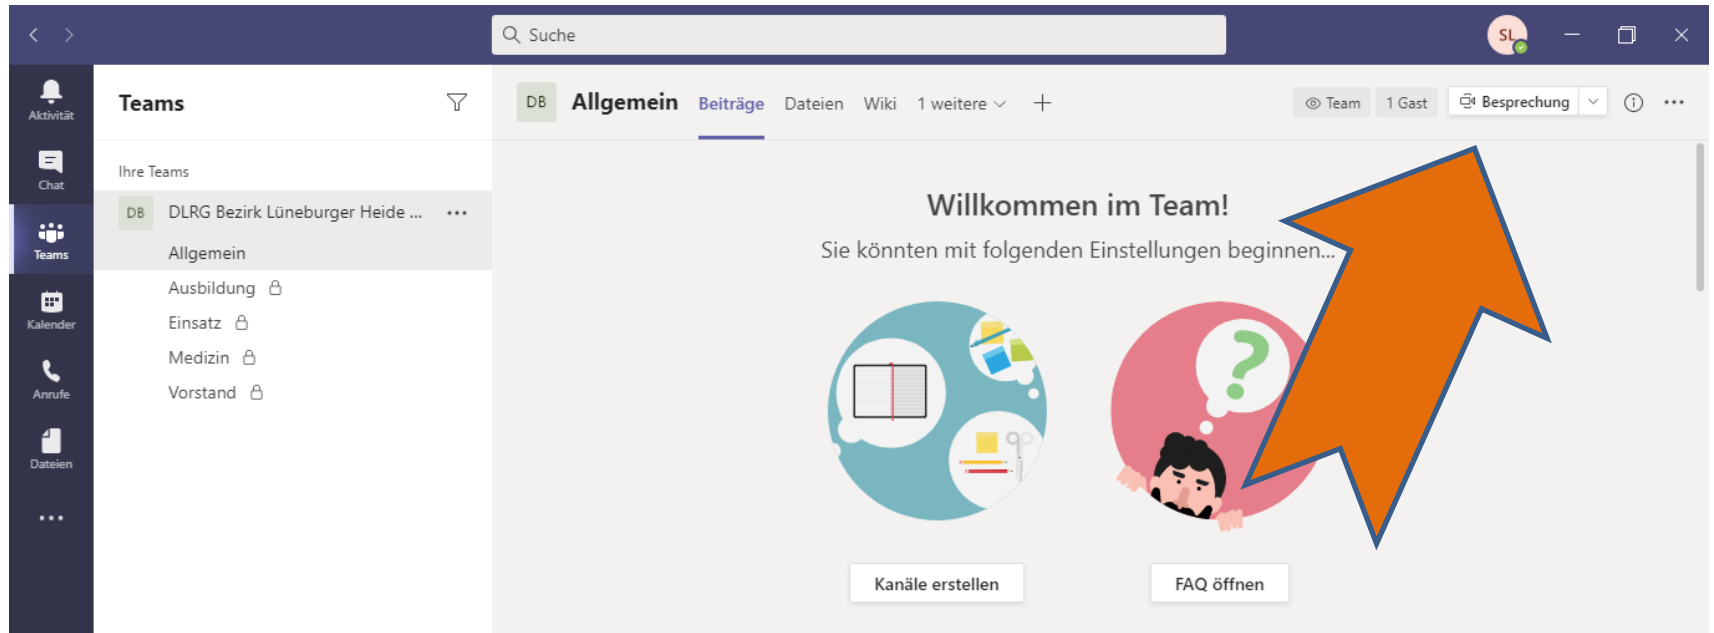 Suche
SL
Aktivität
Chat
Teams
Kalender
Anrufe
Dateien
Teams
Ihre Teams
DB DLRG Bezirk Lüneburger Heide ...
Allgemein
Ausbildung
Einsatz
Medizin
Vorstand
DB Allgemein Beiträge Dateien Wiki 1 weitere Team 1 Gast Besprechung
Willkommen im Team!
Sie könnten mit folgenden Einstellungen beginnen...
Kanäle erstellen
FAQ öffnen